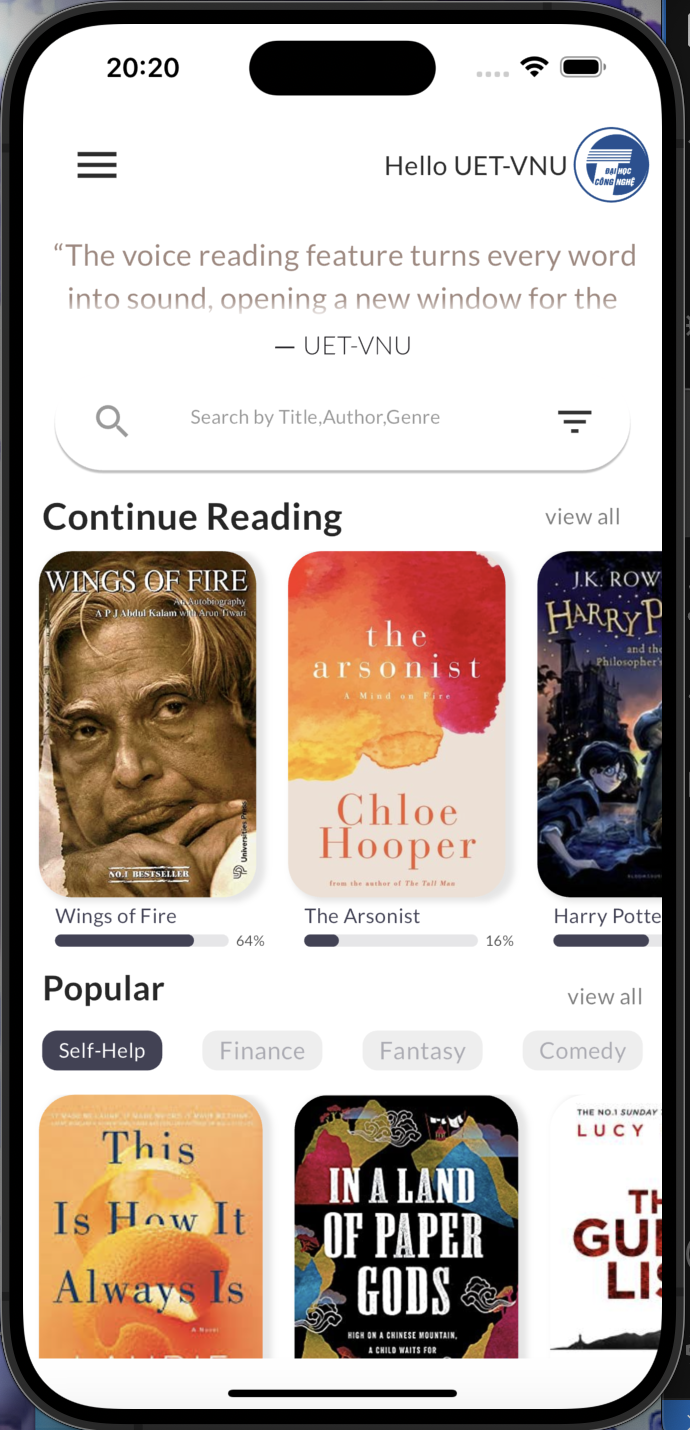 20:20
Hello UET-VNU
ĐẠI HỌC
CÔNG NGHỆ
“The voice reading feature turns every word
into sound, opening a new window for the
— UET-VNU
Search by Title,Author,Genre
Continue Reading
view all
WINGS OF FIRE
An Autobiography
A P J Abdul Kalam with Arun Tiwari
Universities Press
NO.1 BESTSELLER
the
arsonist
A Mind on Fire
Chloe
Hooper
from the author of The Tall Man
J.K. ROW
HARRY P
and the
Philosopher's
Wings of Fire
64%
The Arsonist
16%
Harry Potte
Popular
view all
Self-Help
Finance
Fantasy
Comedy
This
Is How It
Always Is
A Novel
LAURIE
IN A LAND
OF PAPER
GODS
HIGH ON A CHINESE MOUNTAIN,
A CHILD WAITS FOR
THE NO.1 SUNDAY
LUCY
TH
GUE
LIS